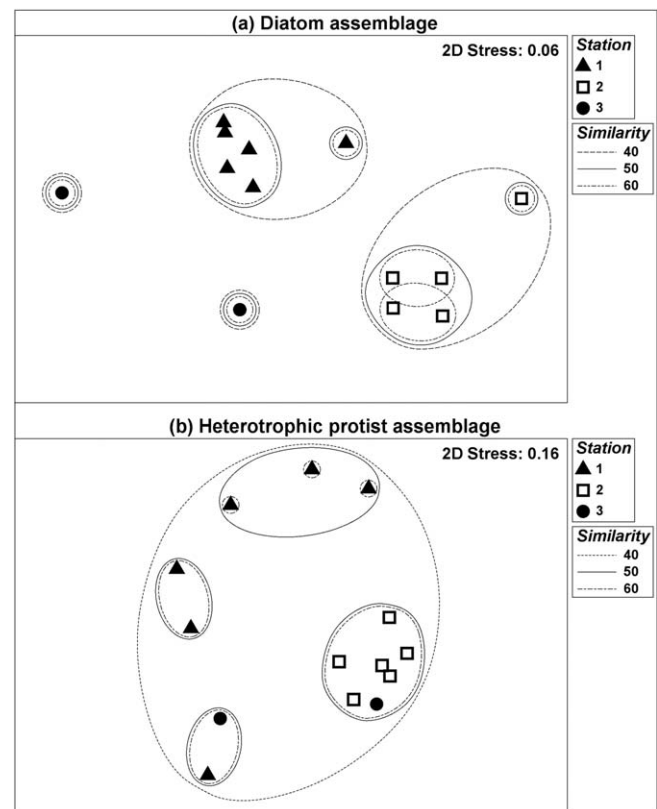 (a) Diatom assemblage
2D Stress: 0.06
Station
1
2
3
Similarity
40
50
60
(b) Heterotrophic protist assemblage
2D Stress: 0.16
Station
1
2
3
Similarity
40
50
60